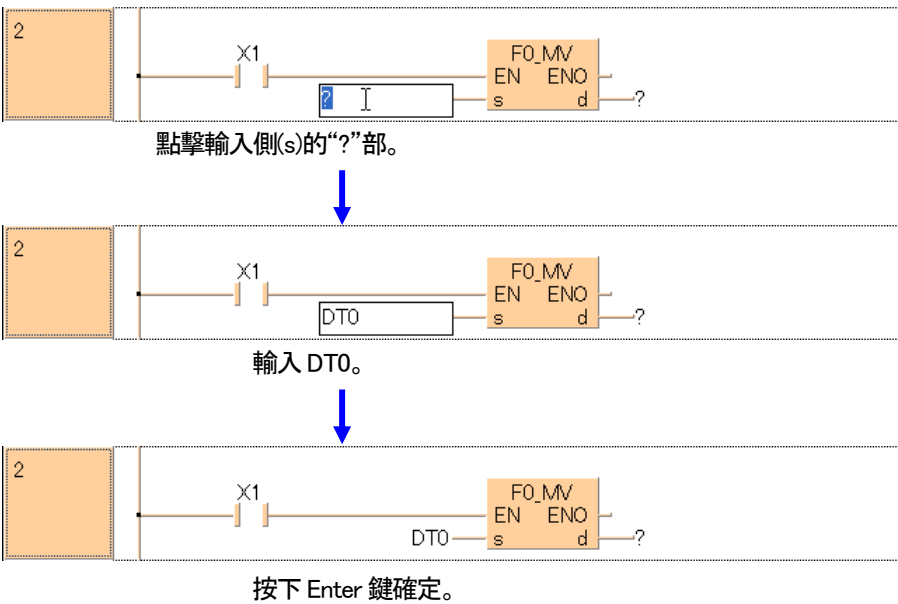 2
X1
F0_MV
EN ENO
? s d ?
點擊輸入側(s)的“?”部。
2
X1
F0_MV
EN ENO
DT0 s d ?
輸入 DT0。
2
X1
F0_MV
EN ENO
DT0 s d ?
按下 Enter 鍵確定。